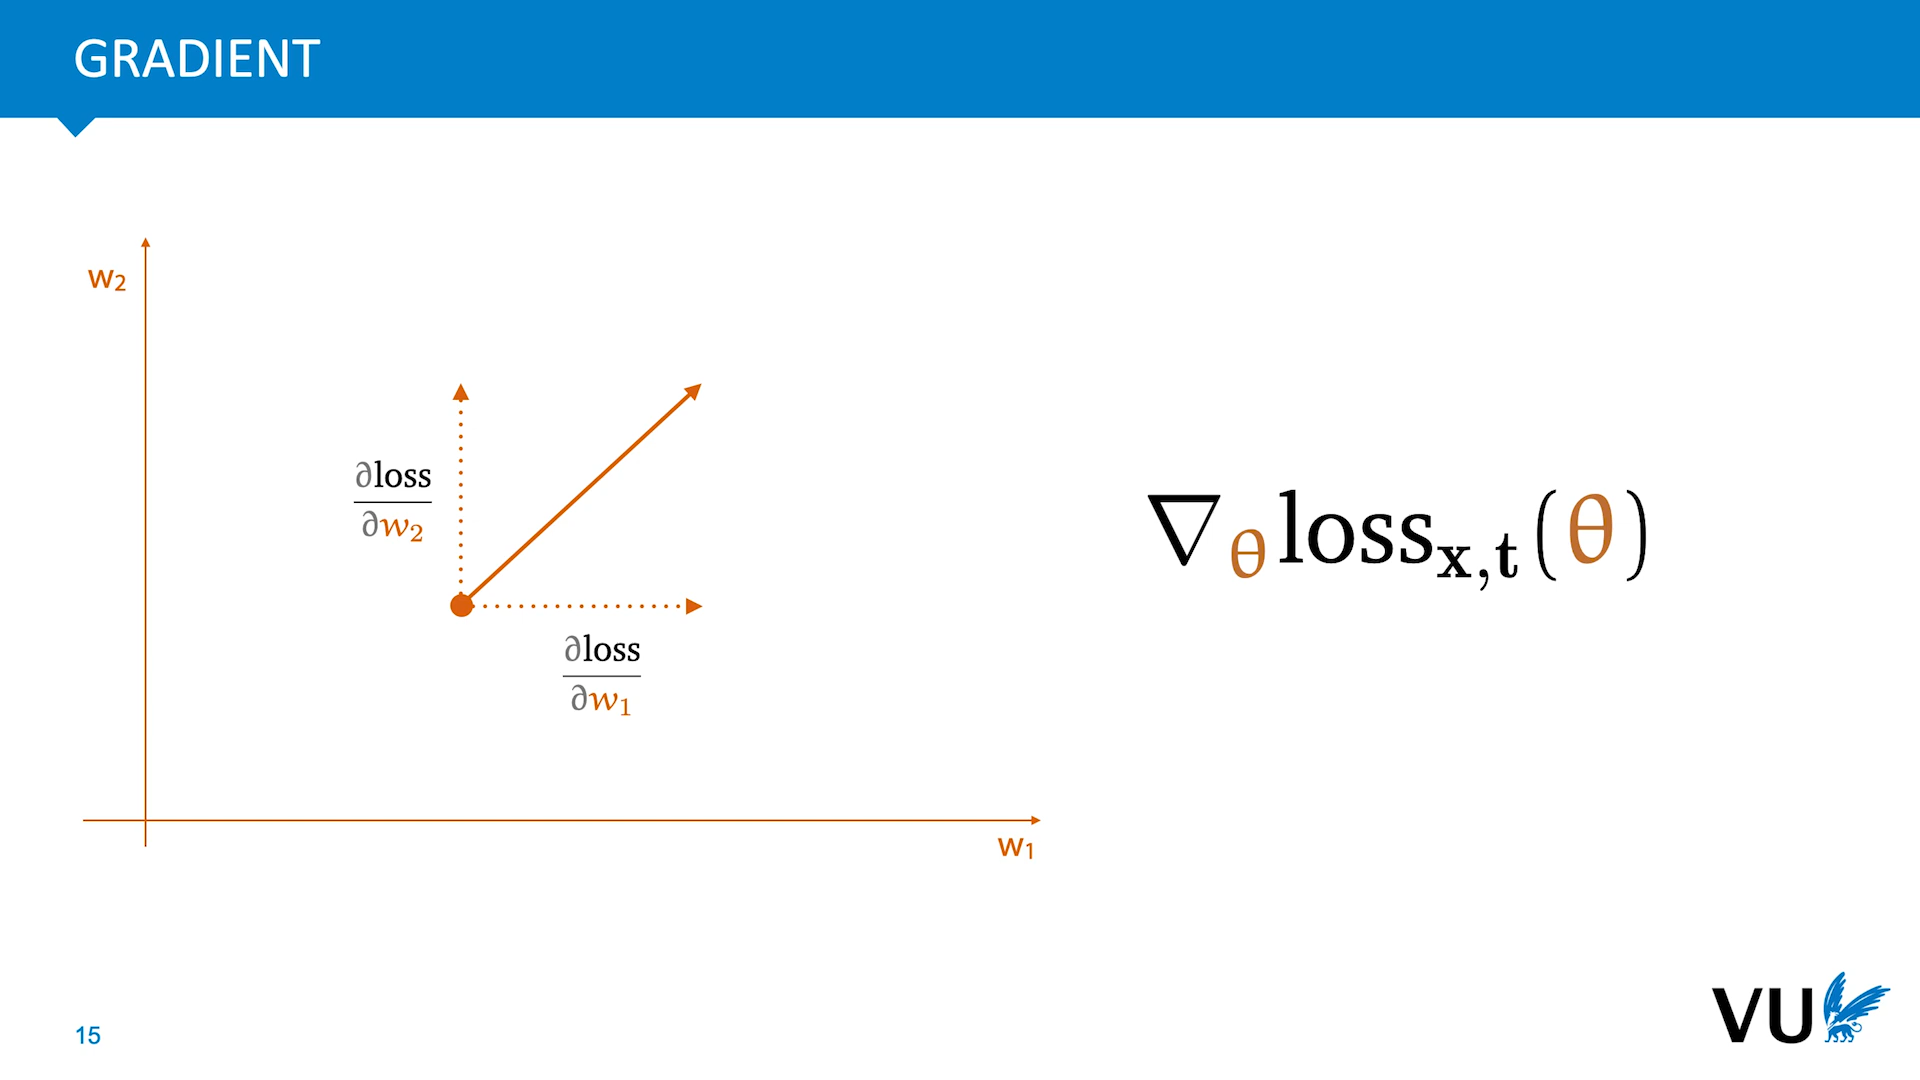 GRADIENT
w₂
∂loss
∂w₂
∇θ lossx,t(θ)
∂loss
∂w₁
w₁
15
VU